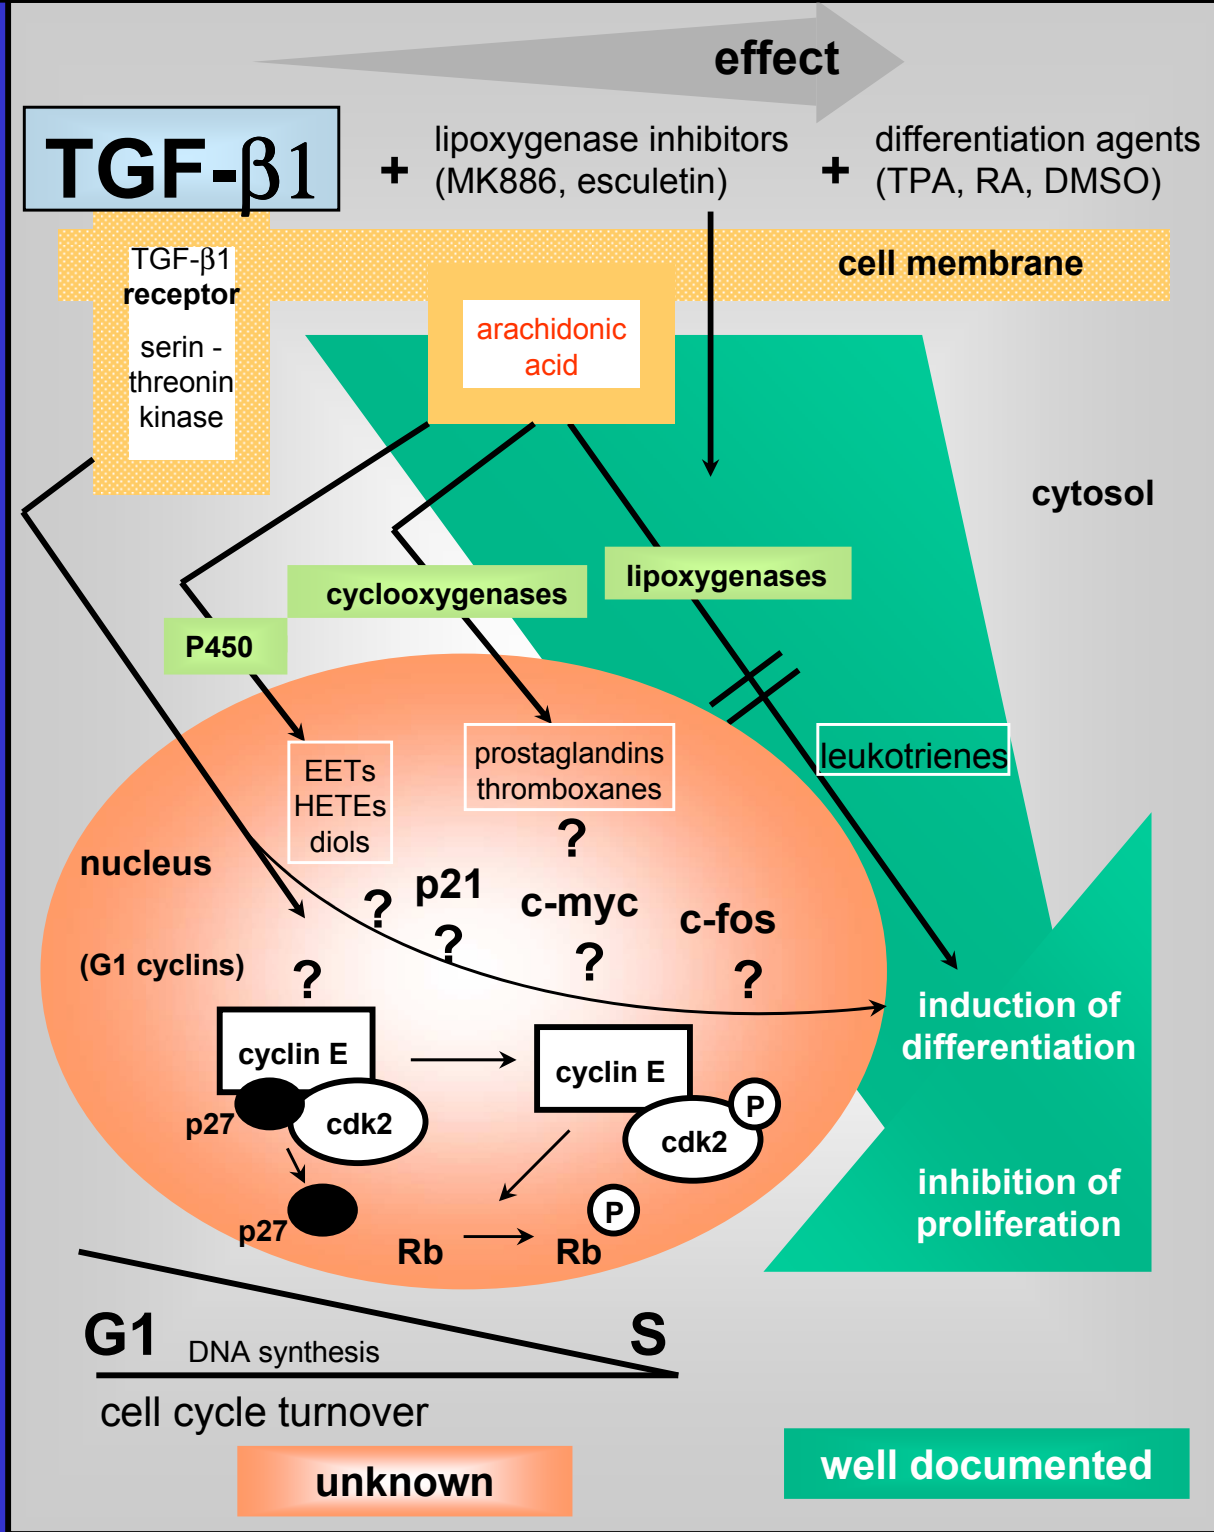 effect
TGF-β1
+
lipoxygenase inhibitors
(MK886, esculetin)
+
differentiation agents
(TPA, RA, DMSO)
TGF-β1
receptor
serin -
threonin
kinase
cell membrane
arachidonic
acid
cytosol
lipoxygenases
cyclooxygenases
P450
leukotrienes
prostaglandins
thromboxanes
?
EETs
HETEs
diols
nucleus
?
p21
?
c-myc
?
c-fos
?
(G1 cyclins)
?
induction of
differentiation
cyclin E
p27
cdk2
cyclin E
cdk2
P
p27
Rb
Rb
P
inhibition of
proliferation
G1
DNA synthesis
S
cell cycle turnover
unknown
well documented